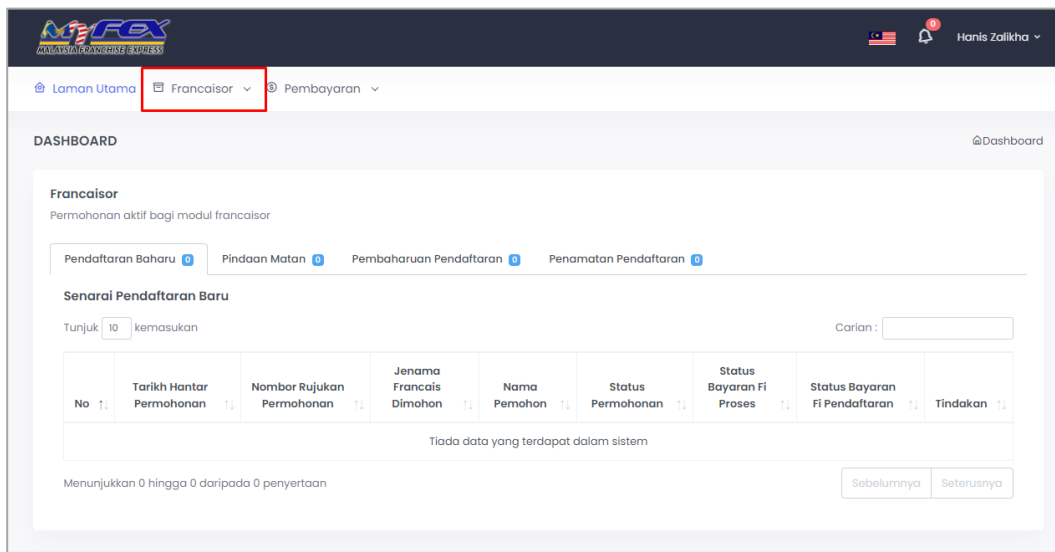 MyFEX
MALAYSIA FRANCHISE EXPRESS
0
Hanis Zalikha
Laman Utama
Francaisor
Pembayaran
DASHBOARD
Dashboard
Francaisor
Permohonan aktif bagi modul francaisor
Pendaftaran Baharu 0
Pindaan Matan 0
Pembaharuan Pendaftaran 0
Penamatan Pendaftaran 0
Senarai Pendaftaran Baru
Tunjuk 10 kemasukan
Carian :
No
Tarikh Hantar
Permohonan
Nombor Rujukan
Permohonan
Jenama
Francais
Dimohon
Nama
Pemohon
Status
Permohonan
Status
Bayaran Fi
Proses
Status Bayaran
Fi Pendaftaran
Tindakan
Tiada data yang terdapat dalam sistem
Menunjukkan 0 hingga 0 daripada 0 penyertaan
Sebelumnya
Seterusnya